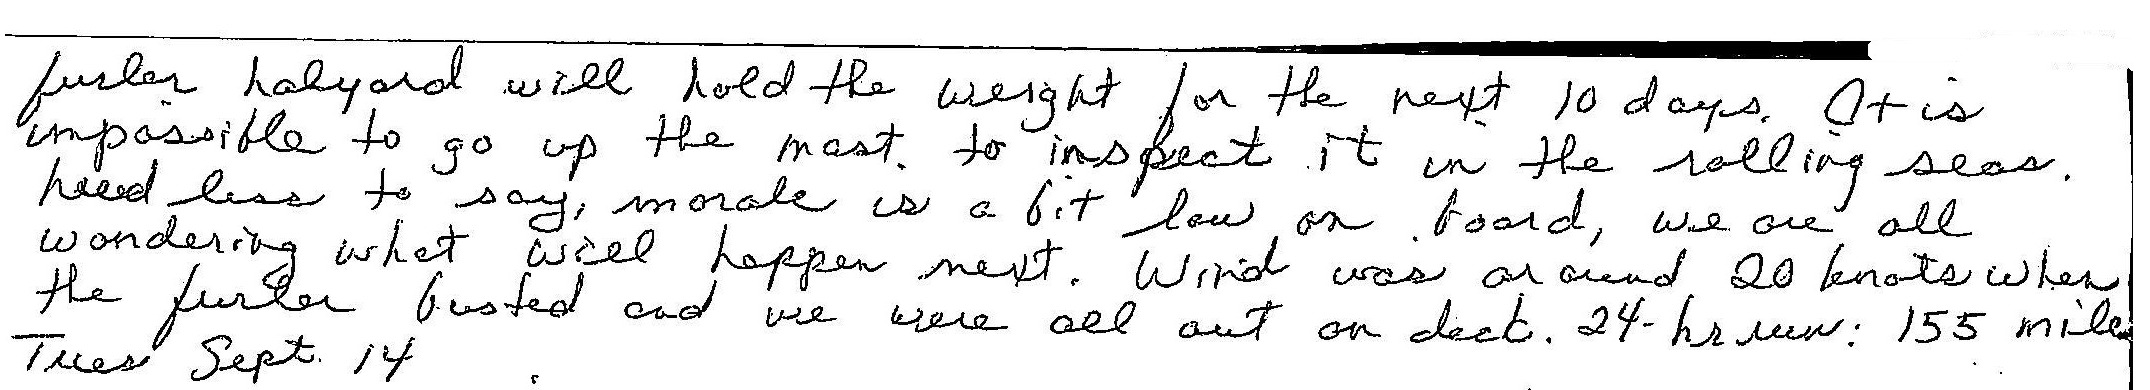 furler halyard will hold the weight for the next 10 days. It is
impossible to go up the mast. to inspect it in the rolling seas.
need less to say, morale is a bit low on board, we are all
wondering what will happen next. Wind was around 20 knots when
the furler busted and we were all out on deck. 24-hr run: 155 miles
Tues Sept. 14